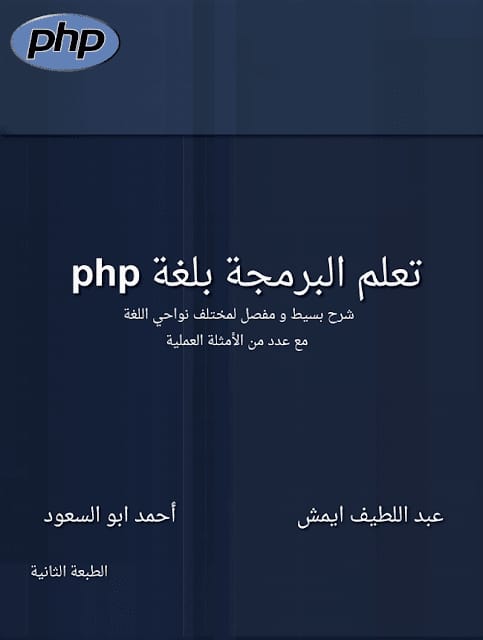 php
تعلم البرمجة بلغة php
شرح بسيط و مفصل لمختلف نواحي اللغة
مع عدد من الأمثلة العملية
عبد اللطيف ايمش
أحمد ابو السعود
الطبعة الثانية